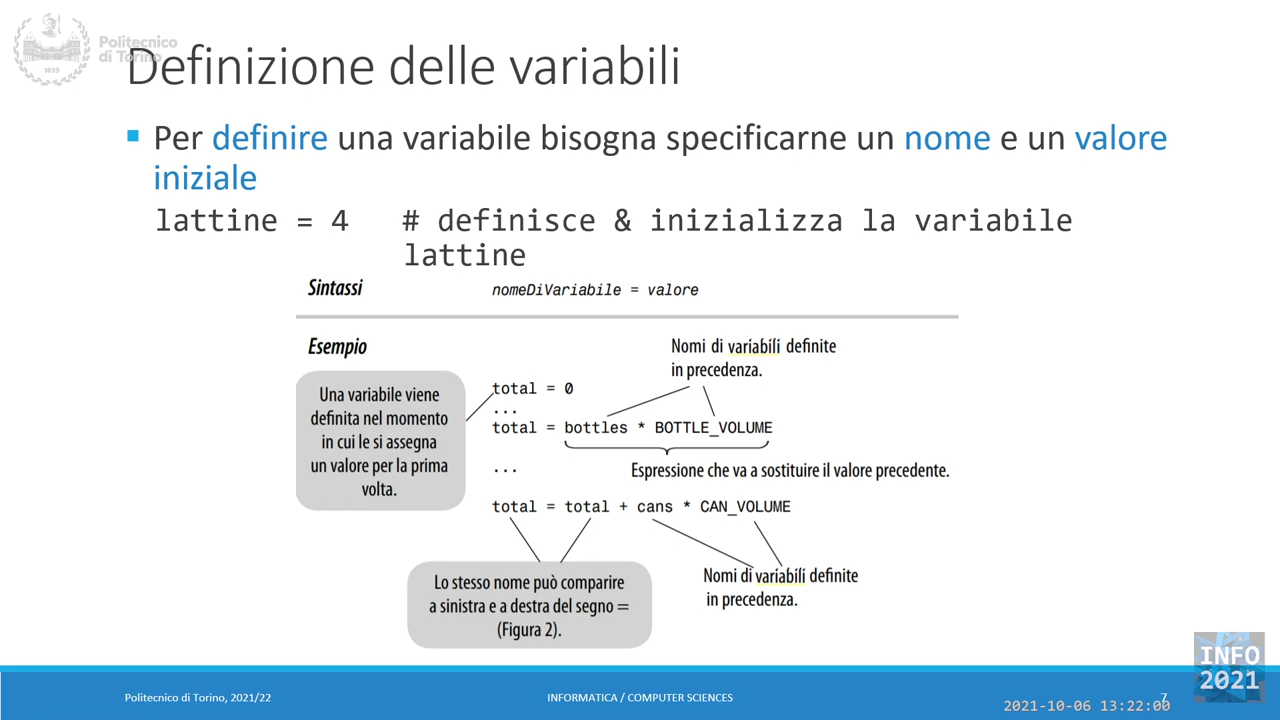 Politecnico
di Torino
1859
Definizione delle variabili
Per definire una variabile bisogna specificarne un nome e un valore
iniziale
lattine = 4 # definisce & inizializza la variabile
lattine
Sintassi
nomeDiVariabile = valore
Esempio
Nomi di variabili definite
in precedenza.
Una variabile viene
definita nel momento
in cui le si assegna
un valore per la prima
volta.
total = 0
...
total = bottles * BOTTLE_VOLUME
...
Espressione che va a sostituire il valore precedente.
total = total + cans * CAN_VOLUME
Lo stesso nome può comparire
a sinistra e a destra del segno =
(Figura 2).
Nomi di variabili definite
in precedenza.
INFO
2021
Politecnico di Torino, 2021/22
INFORMATICA / COMPUTER SCIENCES
7
2021-10-06 13:22:00